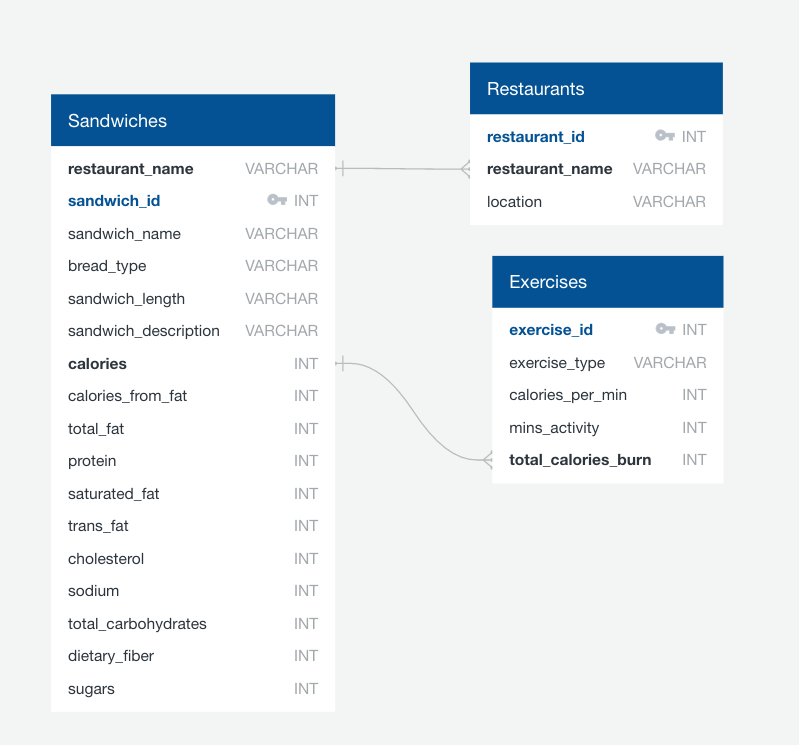 Sandwiches
restaurant_name VARCHAR
sandwich_id INT
sandwich_name VARCHAR
bread_type VARCHAR
sandwich_length VARCHAR
sandwich_description VARCHAR
calories INT
calories_from_fat INT
total_fat INT
protein INT
saturated_fat INT
trans_fat INT
cholesterol INT
sodium INT
total_carbohydrates INT
dietary_fiber INT
sugars INT
Restaurants
restaurant_id INT
restaurant_name VARCHAR
location VARCHAR
Exercises
exercise_id INT
exercise_type VARCHAR
calories_per_min INT
mins_activity INT
total_calories_burn INT